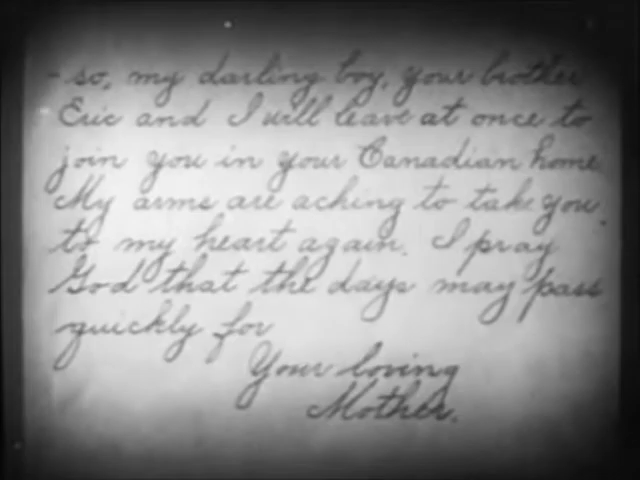 - so, my darling boy, your brother
Eric and I will leave at once to
join you in your Canadian home.
My arms are aching to take you
to my heart again. I pray
God that the days may pass
quickly for
Your loving
Mother.